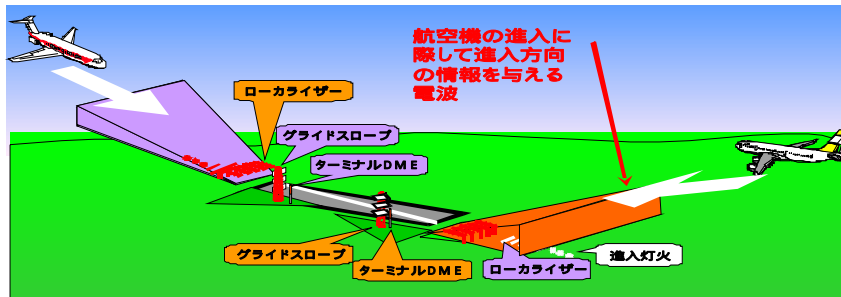 航空機の進入に
際して進入方向
の情報を与える
電波
ローカライザー
グライドスロープ
ターミナルDME
グライドスロープ
ターミナルDME
ローカライザー
進入灯火